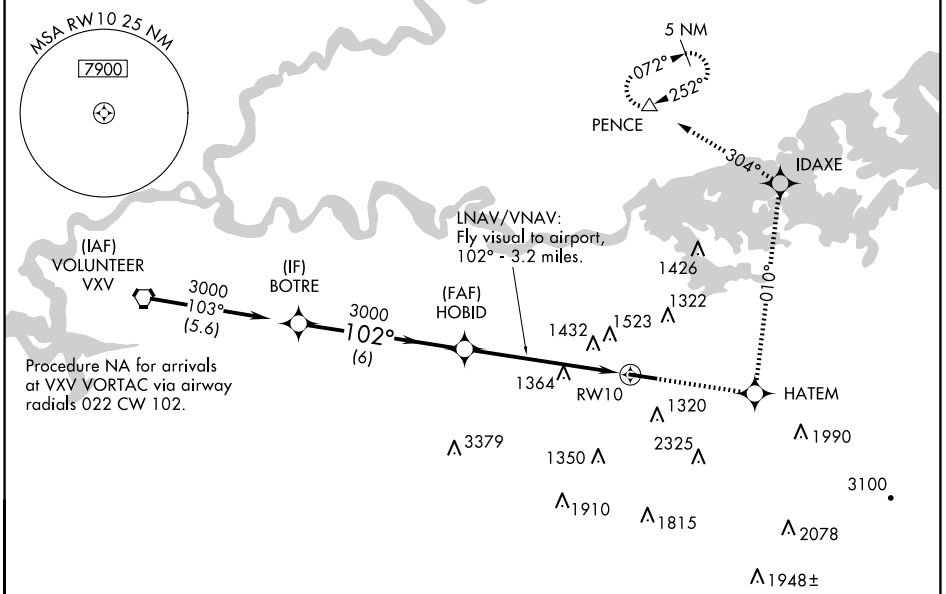 MSA RW10 25 NM
7900
5 NM
072°
252°
PENCE
304°
IDAXE
LNAV/VNAV:
Fly visual to airport,
102° - 3.2 miles.
(IAF)
VOLUNTEER
VXV
(IF)
BOTRE
(FAF)
HOBID
1426
010°
3000
103°
(5.6)
3000
102°
(6)
1322
1432
1523
Procedure NA for arrivals
at VXV VORTAC via airway
radials 022 CW 102.
1364
RW10
HATEM
1320
3379
1350
2325
1990
3100
1910
1815
2078
1948±